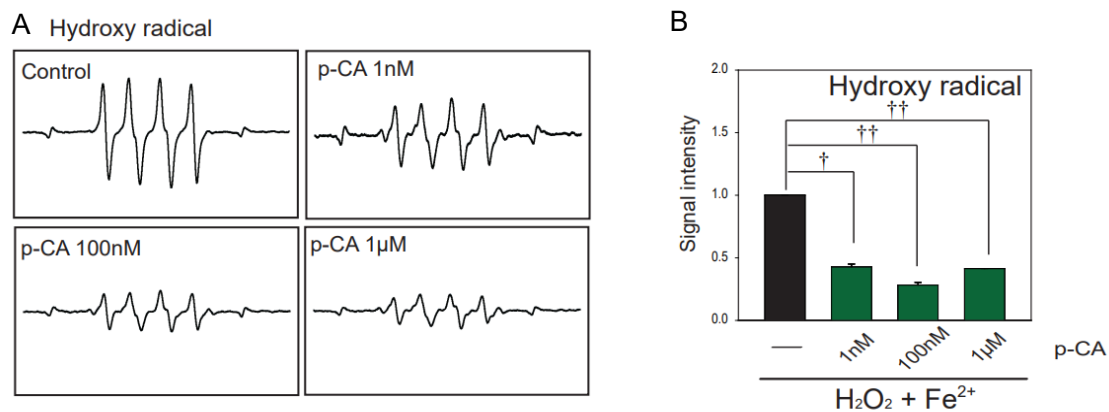 A Hydroxy radical
Control
p-CA 1nM
p-CA 100nM
p-CA 1μM
B
Hydroxy radical
Signal intensity
2.0
1.5
1.0
0.5
0.0
††
††
†
—
1nM
100nM
1μM
p-CA
H₂O₂ + Fe²⁺